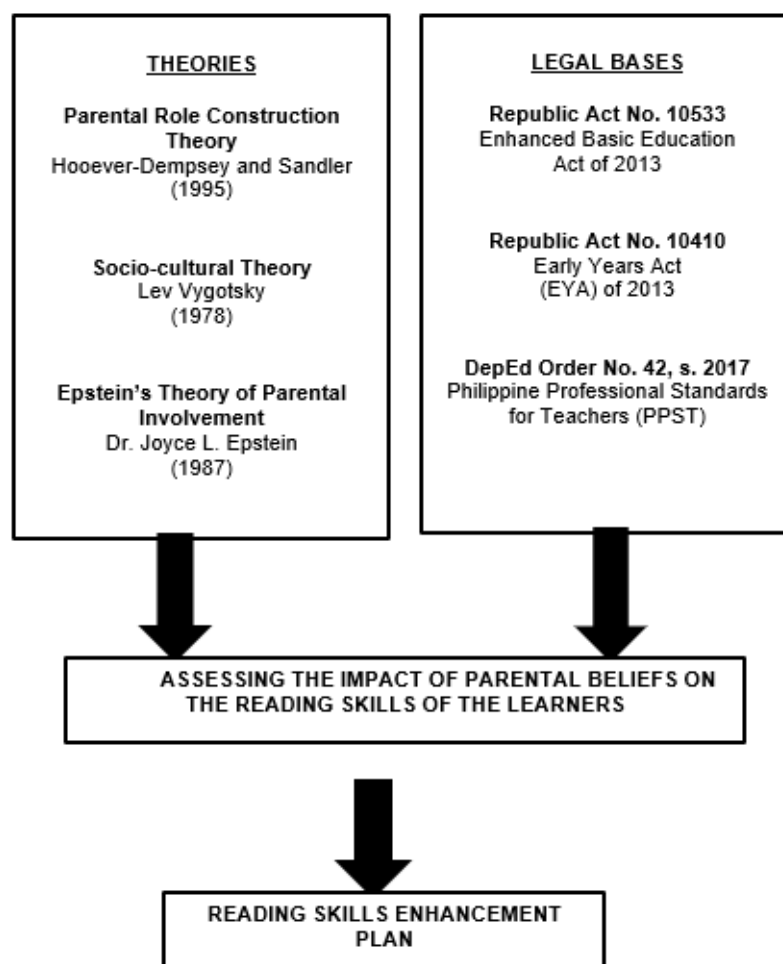 THEORIES
Parental Role Construction
Theory
Hooever-Dempsey and Sandler
(1995)
Socio-cultural Theory
Lev Vygotsky
(1978)
Epstein’s Theory of Parental
Involvement
Dr. Joyce L. Epstein
(1987)
LEGAL BASES
Republic Act No. 10533
Enhanced Basic Education
Act of 2013
Republic Act No. 10410
Early Years Act
(EYA) of 2013
DepEd Order No. 42, s. 2017
Philippine Professional Standards
for Teachers (PPST)
ASSESSING THE IMPACT OF PARENTAL BELIEFS ON
THE READING SKILLS OF THE LEARNERS
READING SKILLS ENHANCEMENT
PLAN